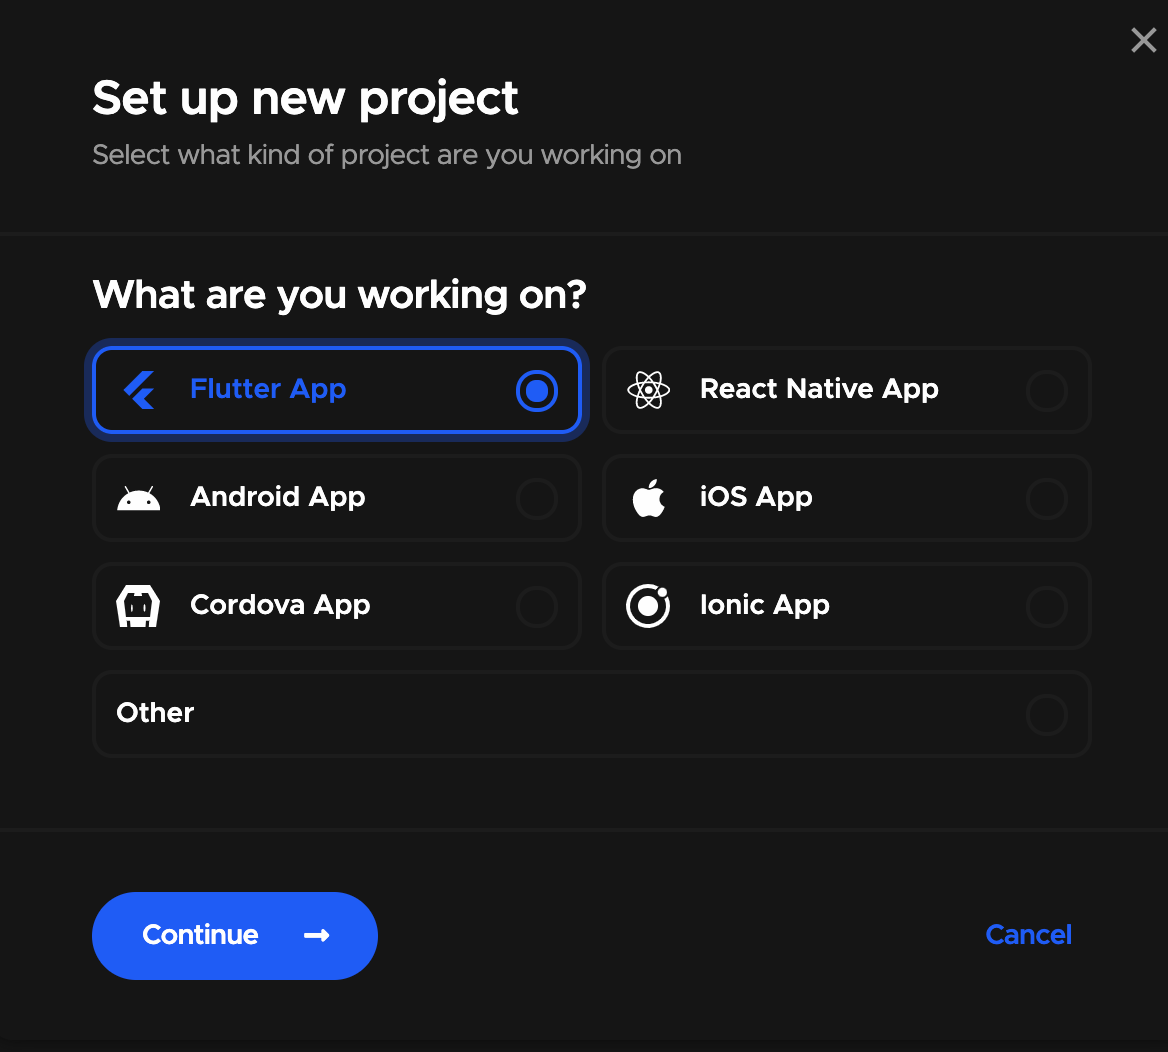 Set up new project
Select what kind of project are you working on
What are you working on?
Flutter App
React Native App
Android App
iOS App
Cordova App
Ionic App
Other
Continue
Cancel